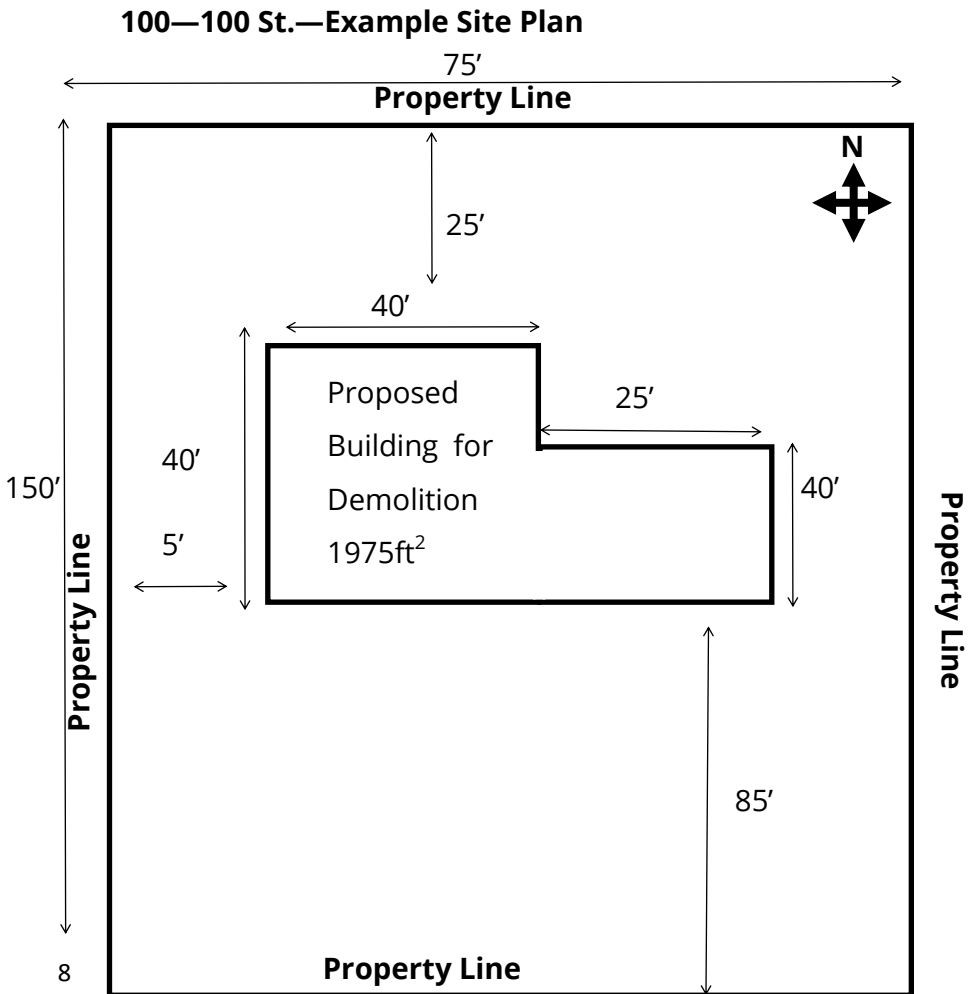 100—100 St.—Example Site Plan
75’
Property Line
N
25’
40’
Proposed
Building for
Demolition
1975ft²
25’
40’
150’
40’
5’
Property Line
Property Line
85’
Property Line
8